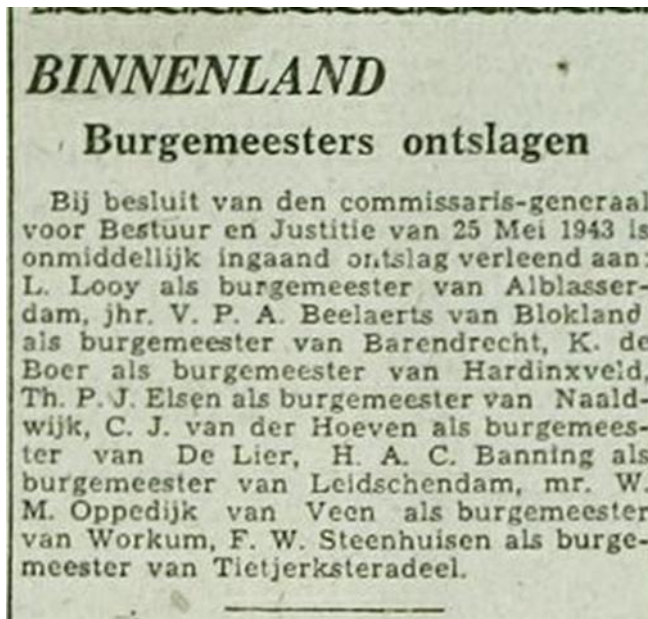 BINNENLAND
Burgemeesters ontslagen
Bij besluit van den commissaris-generaal
voor Bestuur en Justitie van 25 Mei 1943 is
onmiddellijk ingaand ontslag verleend aan:
L. Looy als burgemeester van Alblasser-
dam, jhr. V. P. A. Beelaerts van Blokland
als burgemeester van Barendrecht, K. de
Boer als burgemeester van Hardinxveld,
Th. P. J. Elsen als burgemeester van Naald-
wijk, C. J. van der Hoeven als burgemees-
ter van De Lier, H. A. C. Banning als
burgemeester van Leidschendam, mr. W.
M. Oppedijk van Veen als burgemeester
van Workum, F. W. Steenhuisen als burge-
meester van Tietjerksteradeel.